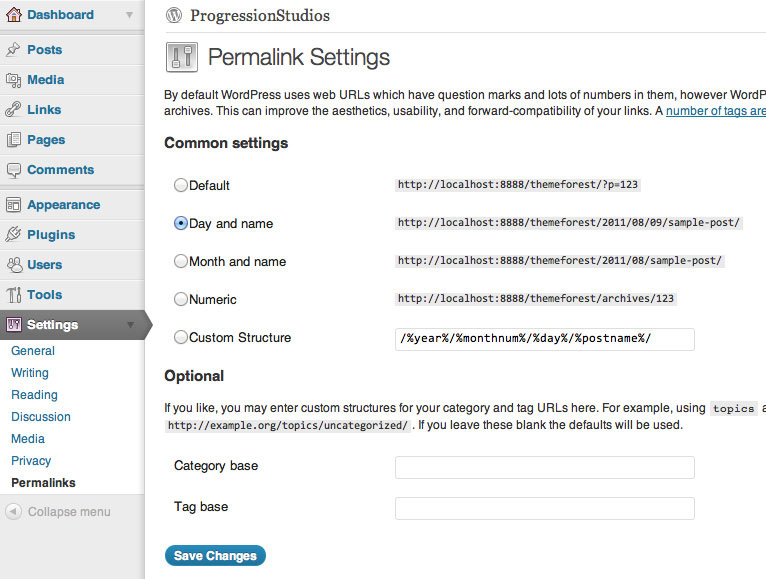 Dashboard
Posts
Media
Links
Pages
Comments
Appearance
Plugins
Users
Tools
Settings
General
Writing
Reading
Discussion
Media
Privacy
Permalinks
Collapse menu
ProgressionStudios
Permalink Settings
By default WordPress uses web URLs which have question marks and lots of numbers in them, however WordP
archives. This can improve the aesthetics, usability, and forward-compatibility of your links. A number of tags are
Common settings
Default http://localhost:8888/themeforest/?p=123
Day and name http://localhost:8888/themeforest/2011/08/09/sample-post/
Month and name http://localhost:8888/themeforest/2011/08/sample-post/
Numeric http://localhost:8888/themeforest/archives/123
Custom Structure /%year%/%monthnum%/%day%/%postname%/
Optional
If you like, you may enter custom structures for your category and tag URLs here. For example, using topics a
http://example.org/topics/uncategorized/ . If you leave these blank the defaults will be used.
Category base
Tag base
Save Changes